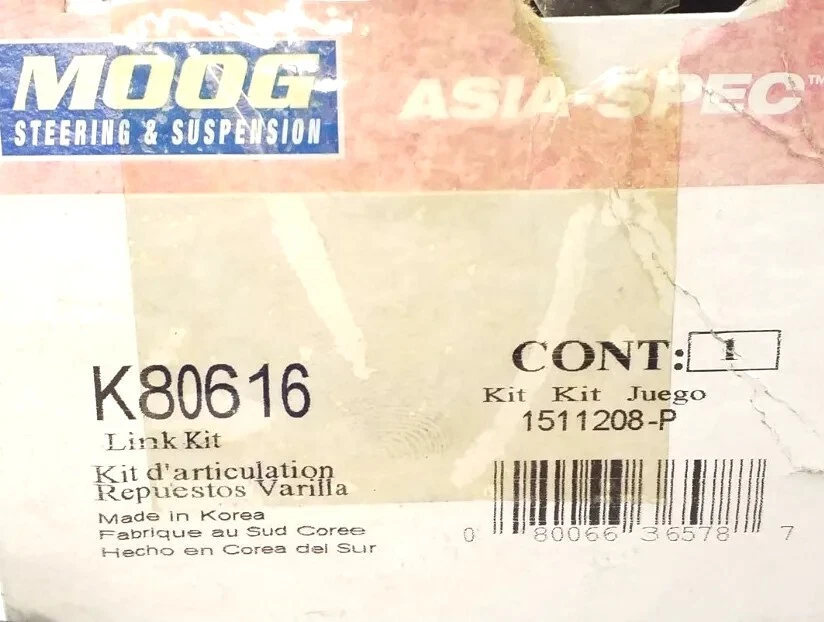 MOOG
STEERING & SUSPENSION
ASIA-SPEC™
K80616
Link Kit
Kit d'articulation
Repuestos Varilla
Made in Korea
Fabrique au Sud Coree
Hecho en Corea del Sur
CONT: 1
Kit Kit Juego
1511208-P
0 80066 36578 7